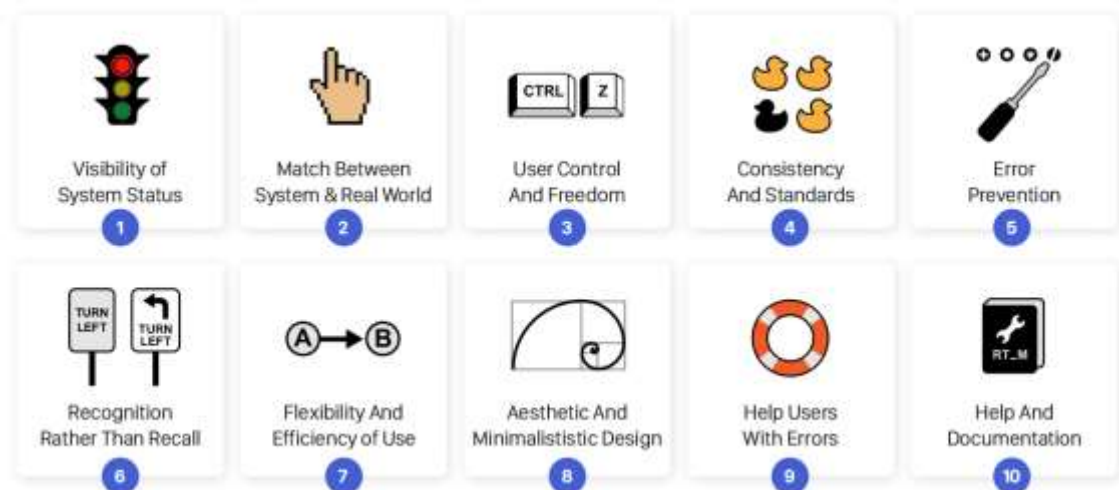 CTRL
Z
Visibility of
System Status
1
Match Between
System & Real World
2
User Control
And Freedom
3
Consistency
And Standards
4
Error
Prevention
5
TURN
LEFT
TURN
LEFT
Recognition
Rather Than Recall
6
A
B
Flexibility And
Efficiency of Use
7
Aesthetic And
Minimalististic Design
8
Help Users
With Errors
9
RT_M
Help And
Documentation
10